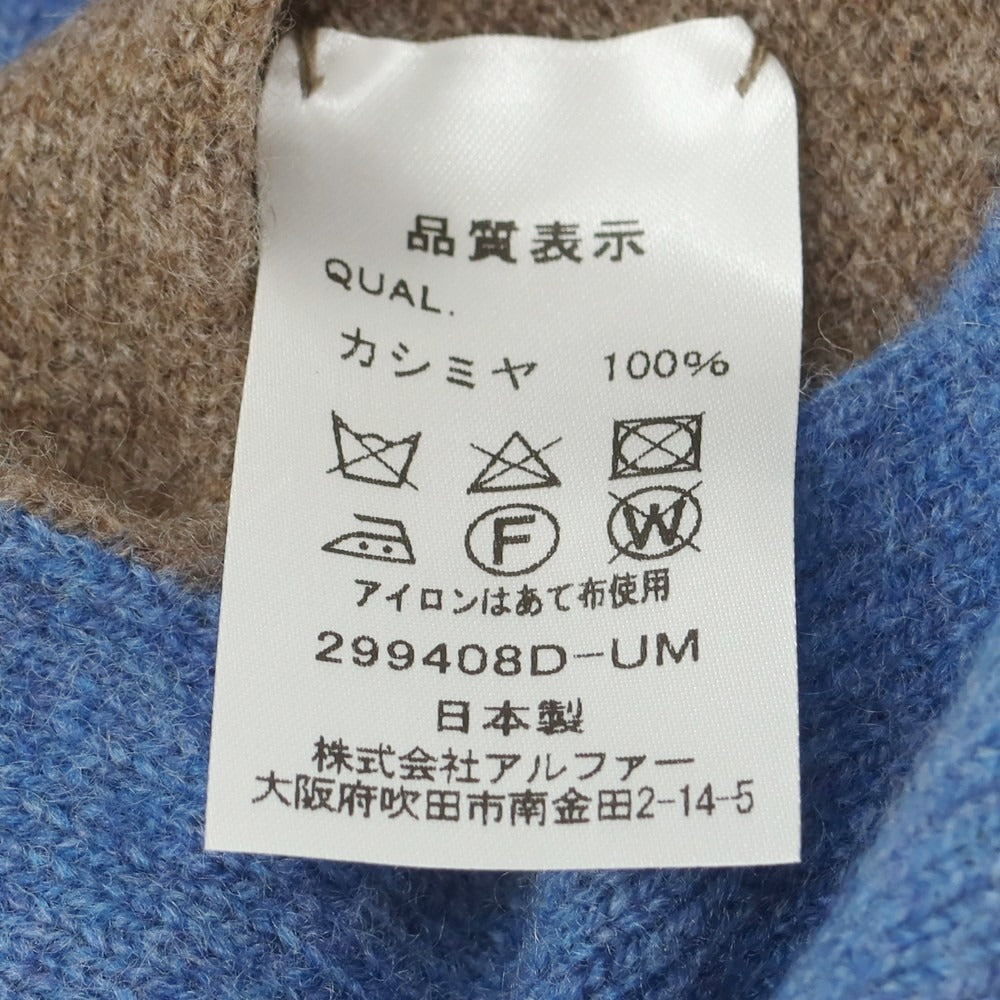 品質表示
QUAL.
カシミヤ 100%
F W
アイロンはあて布使用
299408D-UM
日本製
株式会社アルファー
大阪府吹田市南金田2-14-5